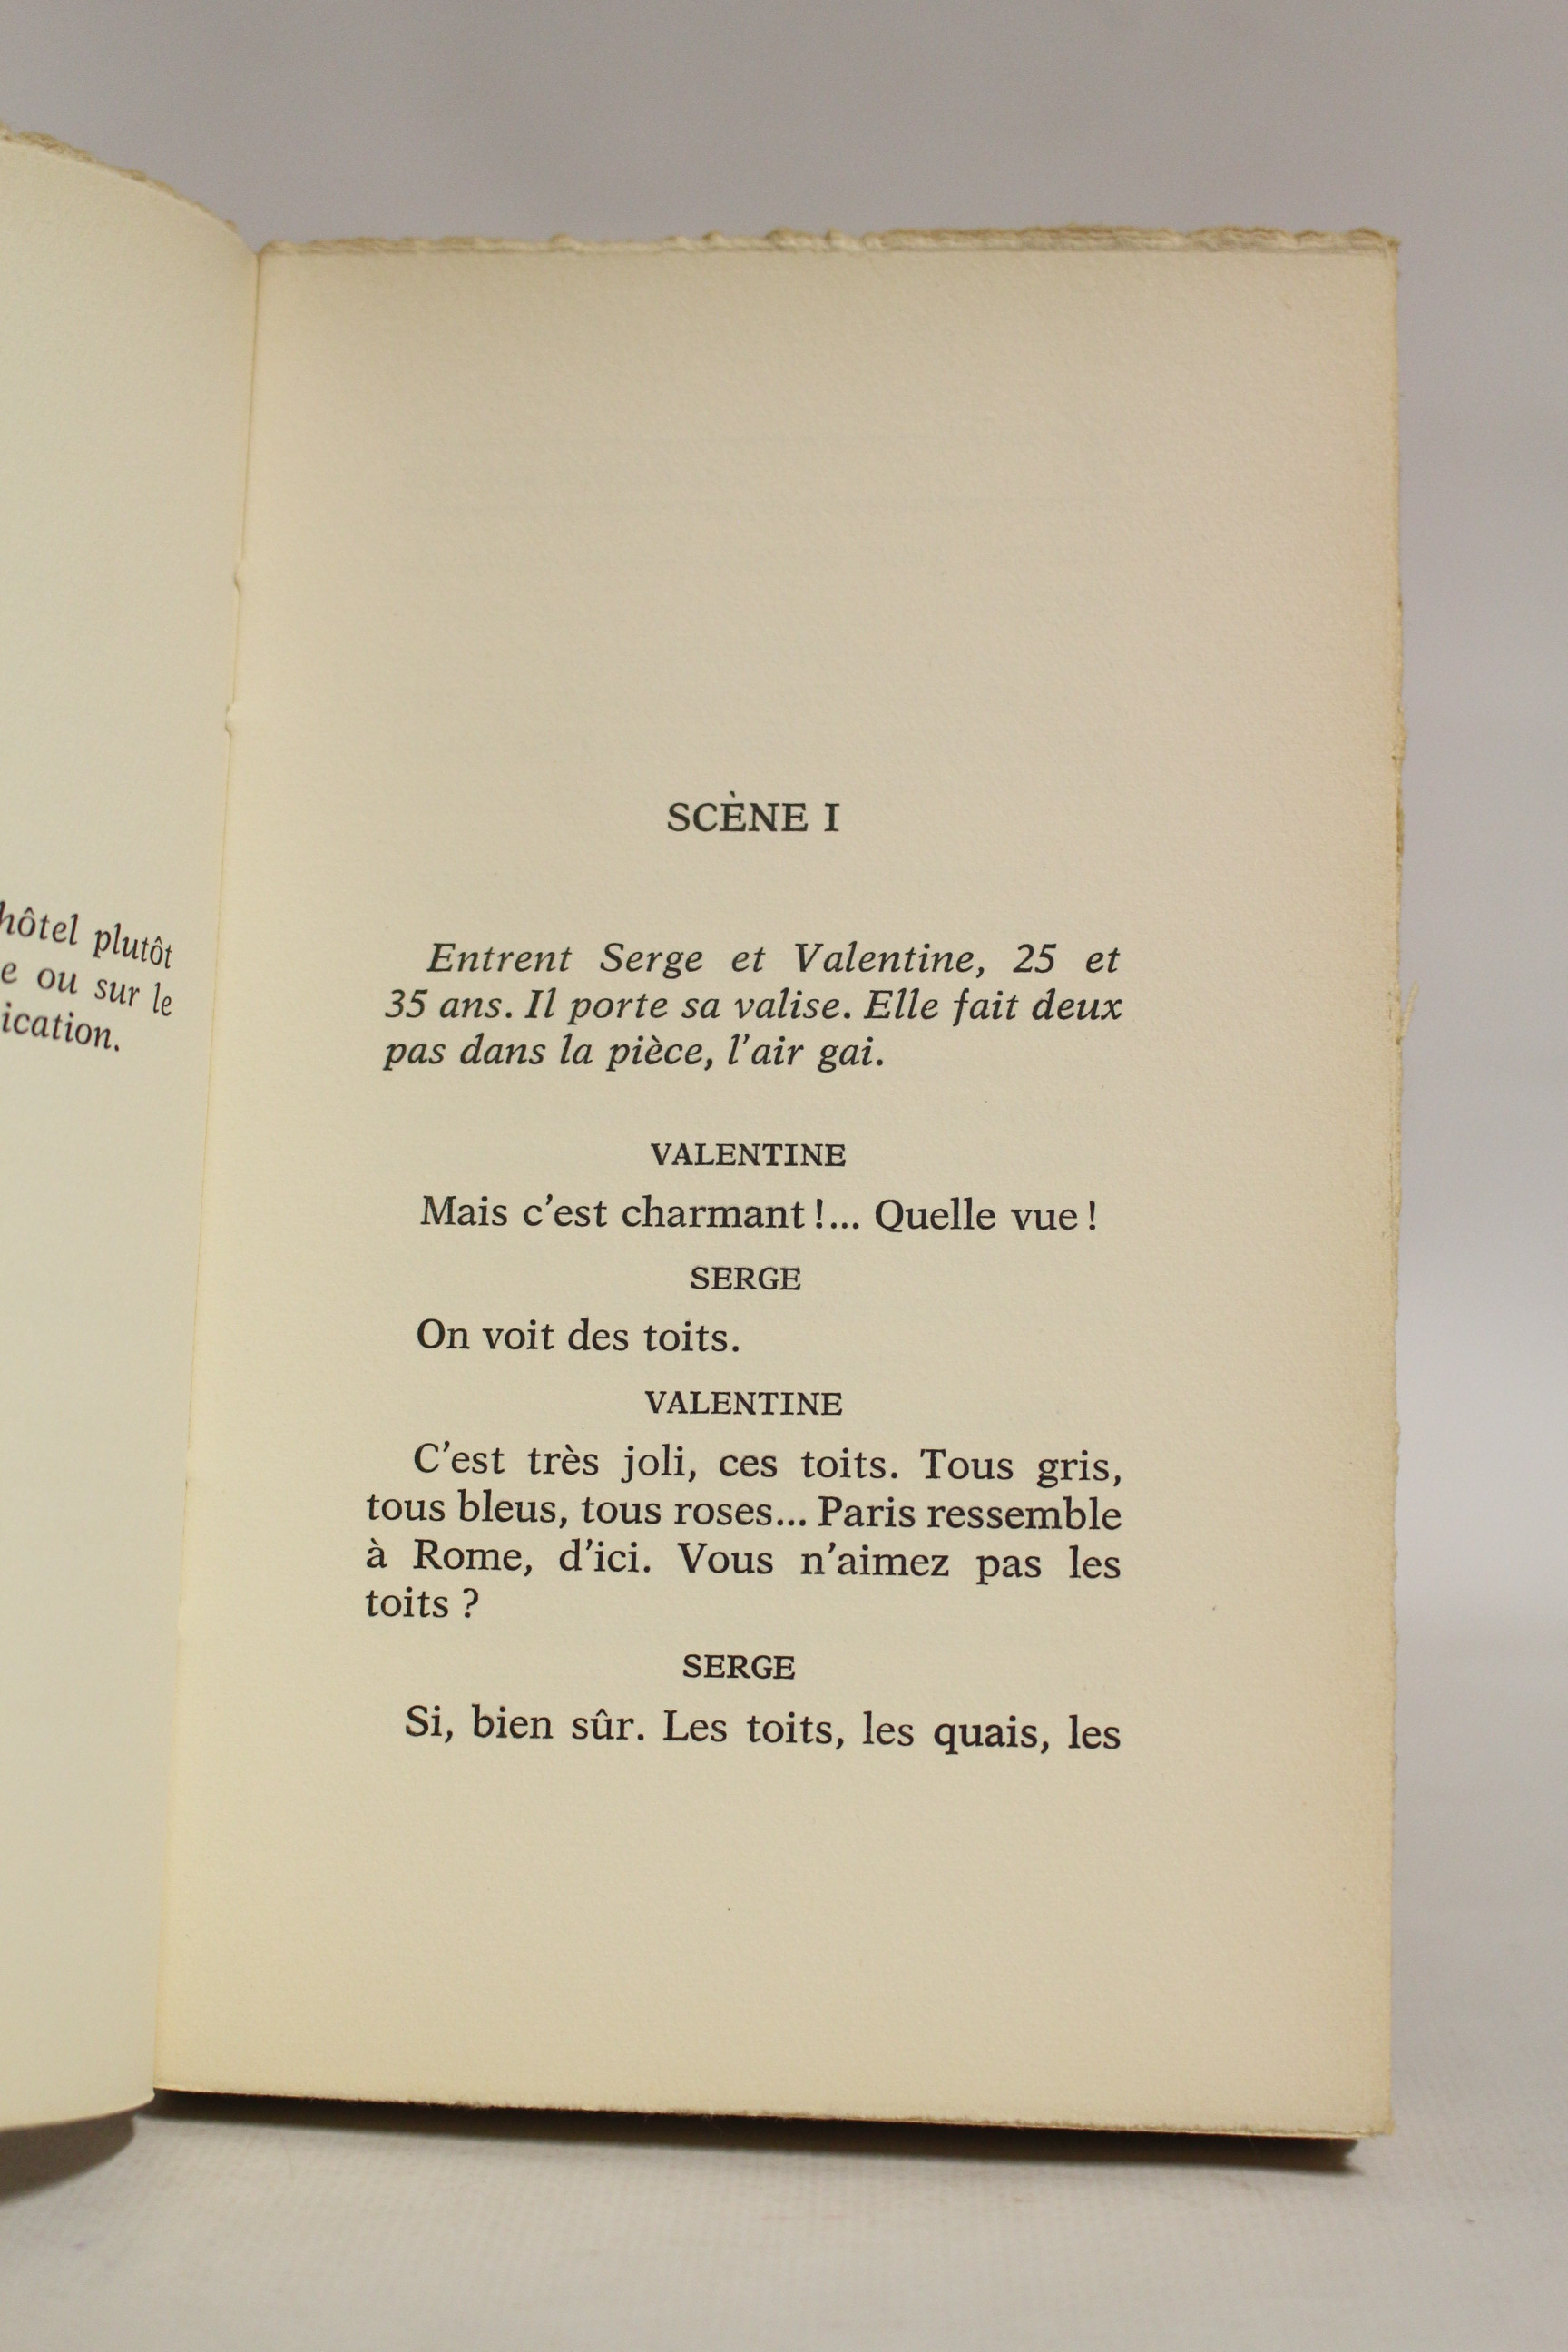 hôtel plutôt
e ou sur le
ication.
SCÈNE I
Entrent Serge et Valentine, 25 et
35 ans. Il porte sa valise. Elle fait deux
pas dans la pièce, l'air gai.
VALENTINE
Mais c'est charmant !... Quelle vue !
SERGE
On voit des toits.
VALENTINE
C'est très joli, ces toits. Tous gris,
tous bleus, tous roses... Paris ressemble
à Rome, d'ici. Vous n'aimez pas les
toits ?
SERGE
Si, bien sûr. Les toits, les quais, les